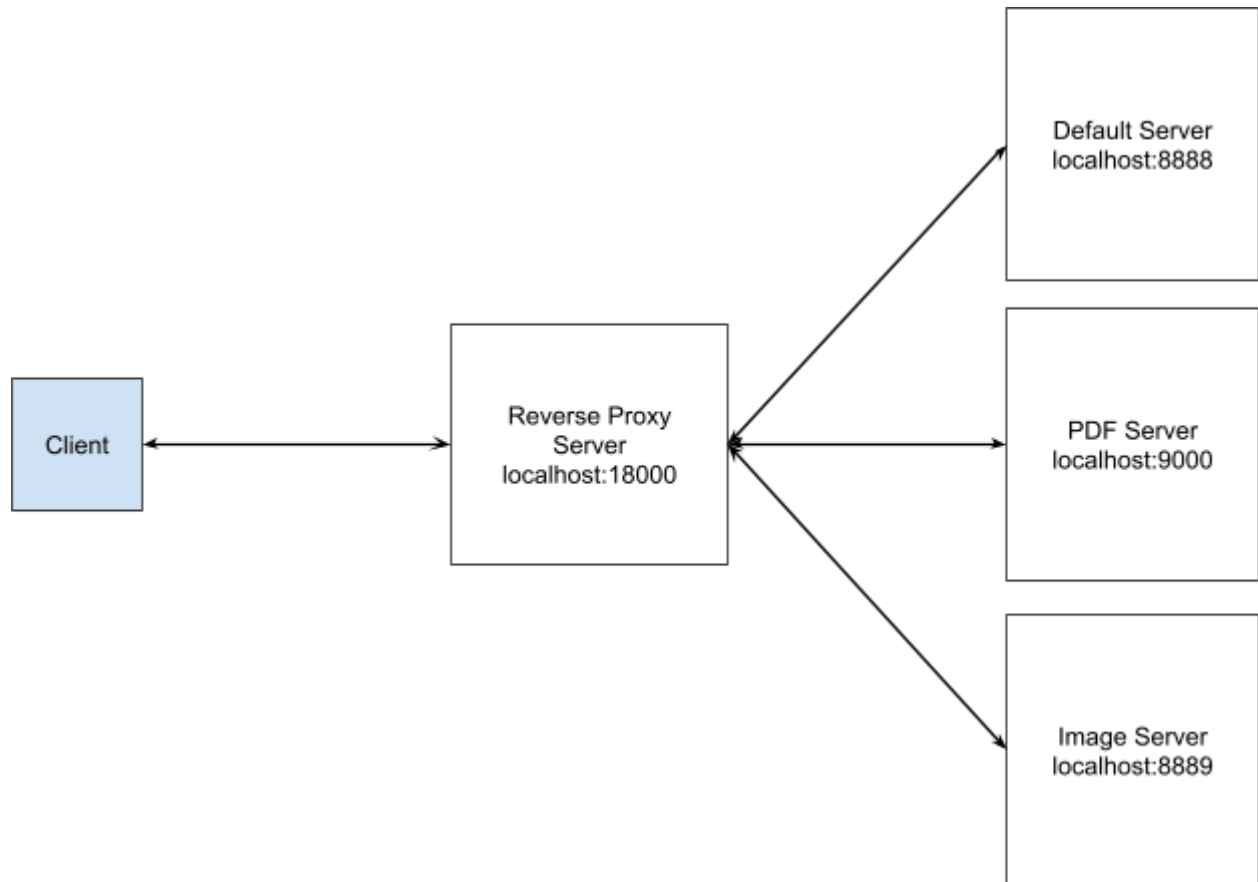 Default Server
localhost:8888
Client
Reverse Proxy
Server
localhost:18000
PDF Server
localhost:9000
Image Server
localhost:8889